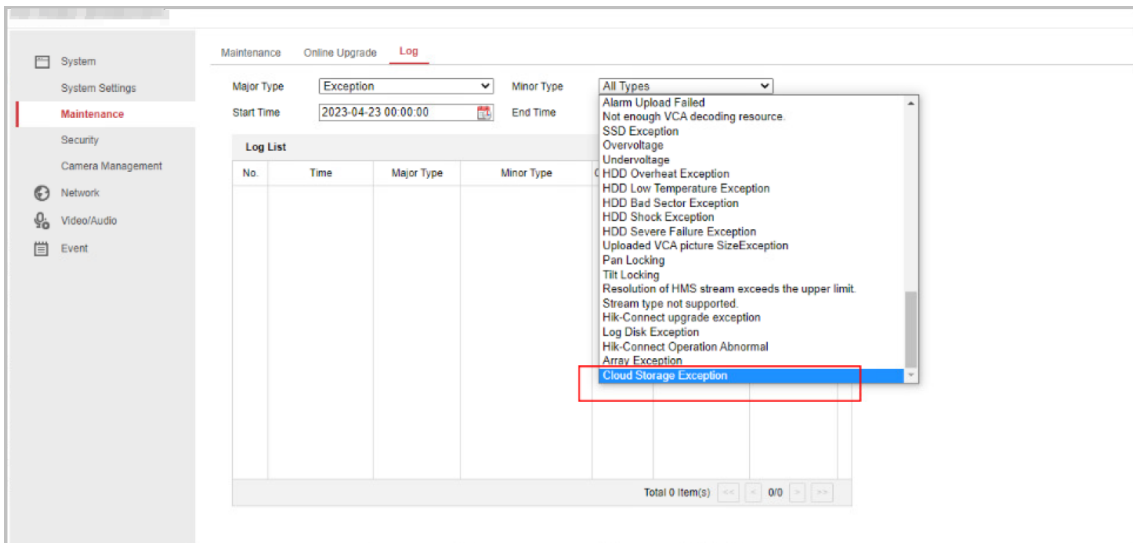 System
System Settings
Maintenance
Security
Camera Management
Network
Video/Audio
Event
Maintenance Online Upgrade Log
Major Type Exception Minor Type All Types
Start Time 2023-04-23 00:00:00 End Time
Log List
No. Time Major Type Minor Type
Alarm Upload Failed
Not enough VCA decoding resource.
SSD Exception
Overvoltage
Undervoltage
HDD Overheat Exception
HDD Low Temperature Exception
HDD Bad Sector Exception
HDD Shock Exception
HDD Severe Failure Exception
Uploaded VCA picture SizeException
Pan Locking
Tilt Locking
Resolution of HMS stream exceeds the upper limit.
Stream type not supported.
Hik-Connect upgrade exception
Log Disk Exception
Hik-Connect Operation Abnormal
Array Exception
Cloud Storage Exception
Total 0 Item(s) << < 0/0 > >>